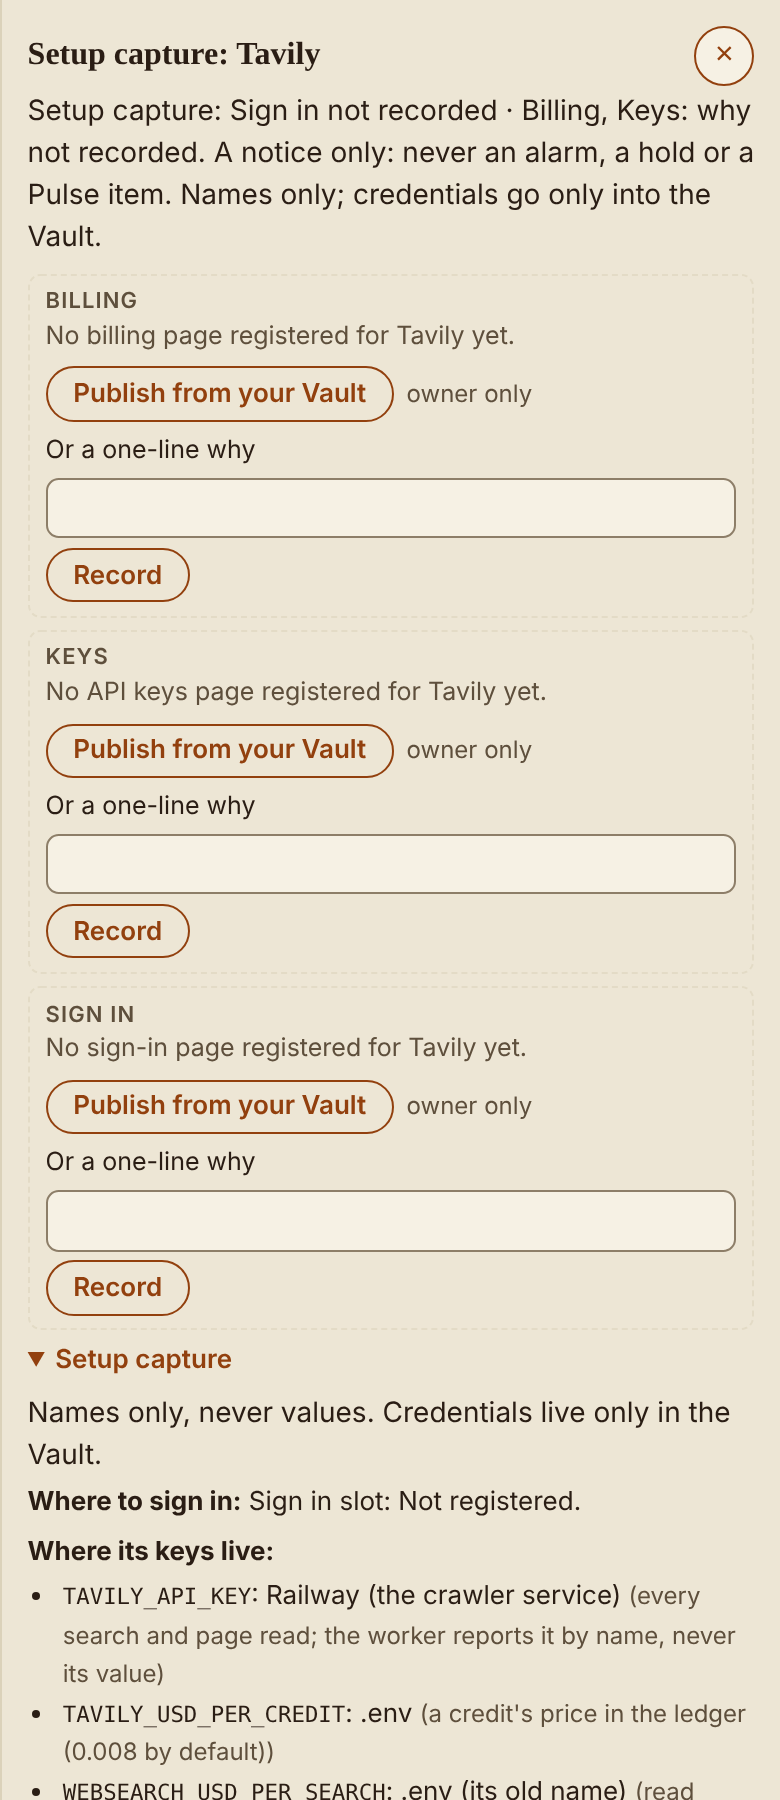 Setup capture: Tavily
×
Setup capture: Sign in not recorded · Billing, Keys: why
not recorded. A notice only: never an alarm, a hold or a
Pulse item. Names only; credentials go only into the
Vault.
BILLING
No billing page registered for Tavily yet.
Publish from your Vault owner only
Or a one-line why
Record
KEYS
No API keys page registered for Tavily yet.
Publish from your Vault owner only
Or a one-line why
Record
SIGN IN
No sign-in page registered for Tavily yet.
Publish from your Vault owner only
Or a one-line why
Record
▼ Setup capture
Names only, never values. Credentials live only in the
Vault.
Where to sign in: Sign in slot: Not registered.
Where its keys live:
• TAVILY_API_KEY: Railway (the crawler service) (every
search and page read; the worker reports it by name, never
its value)
• TAVILY_USD_PER_CREDIT: .env (a credit's price in the ledger
(0.008 by default))
• WEBSEARCH_USD_PER_SEARCH: .env (its old name) (read